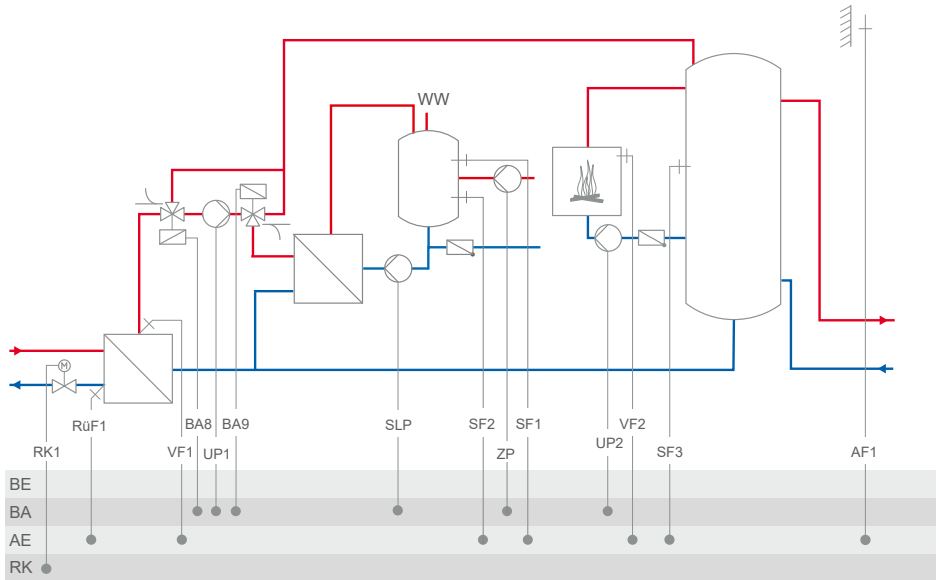 WW
M
RüF1
BA8
BA9
SLP
SF2
SF1
VF2
RK1
VF1
UP1
ZP
UP2
SF3
AF1
BE
BA
AE
RK